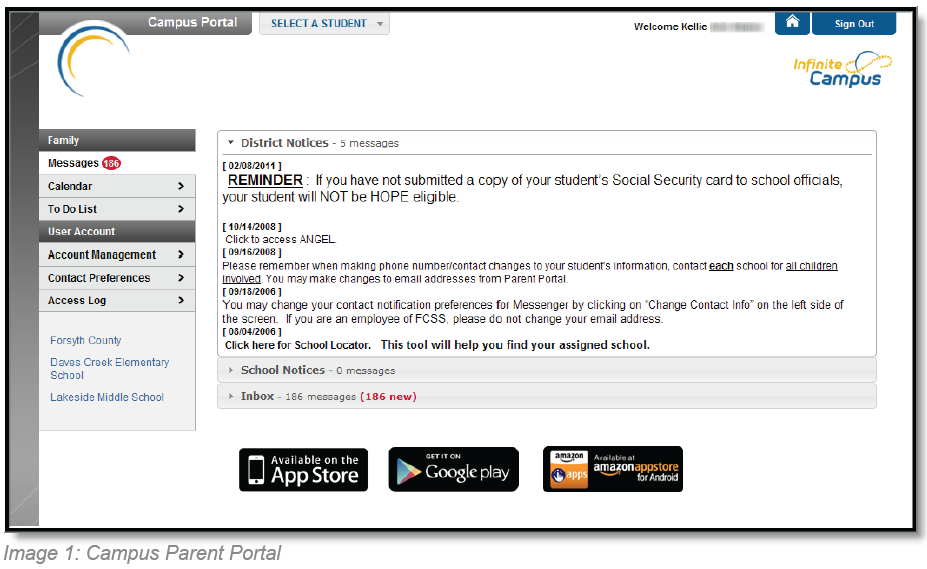 Campus Portal
SELECT A STUDENT
Welcome Kellie
Sign Out
Infinite
Campus
Family
Messages 186
Calendar
To Do List
User Account
Account Management
Contact Preferences
Access Log
Forsyth County
Daves Creek Elementary
School
Lakeside Middle School
District Notices - 5 messages
[ 02/08/2011 ]
REMINDER : If you have not submitted a copy of your student's Social Security card to school officials,
your student will NOT be HOPE eligible.
[ 10/14/2008 ]
Click to access ANGEL.
[ 09/16/2008 ]
Please remember when making phone number/contact changes to your student's information, contact each school for all children
involved. You may make changes to email addresses from Parent Portal.
[ 09/18/2006 ]
You may change your contact notification preferences for Messenger by clicking on "Change Contact Info" on the left side of
the screen. If you are an employee of FCSS, please do not change your email address.
[ 08/04/2006 ]
Click here for School Locator. This tool will help you find your assigned school.
School Notices - 0 messages
Inbox - 186 messages (186 new)
Available on the
App Store
GET IT ON
Google play
amazon
apps
Available at
amazonappstore
for Android
Image 1: Campus Parent Portal